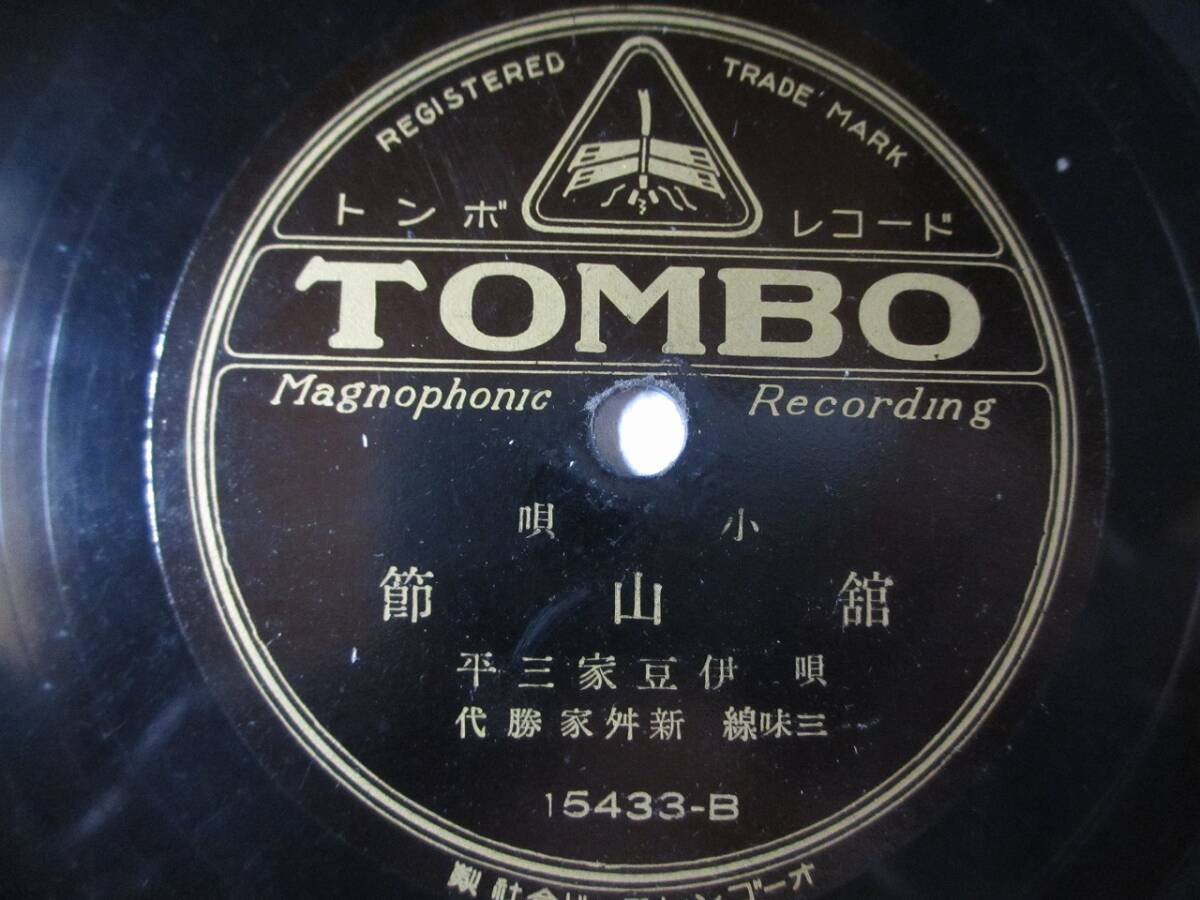 REGISTERED TRADE MARK
トンボ レコード
TOMBO
Magnophonic Recording
小唄
舘山節
唄 伊豆家三平
三味線 新舛家勝代
15433-B